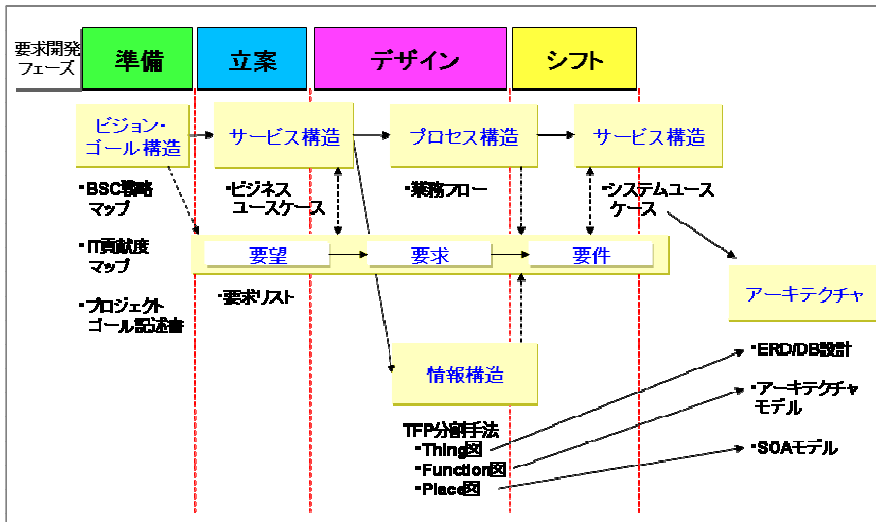 要求開発
フェーズ
準備
立案
デザイン
シフト
ビジョン・
ゴール構造
サービス構造
プロセス構造
サービス構造
・BSC戦略
マップ
・ビジネス
ユースケース
・業務フロー
・システムユース
ケース
・IT貢献度
マップ
要望
要求
要件
・プロジェクト
ゴール記述書
・要求リスト
アーキテクチャ
情報構造
・ERD/DB設計
・アーキテクチャ
モデル
TFP分割手法
・Thing図
・Function図
・Place図
・SOAモデル